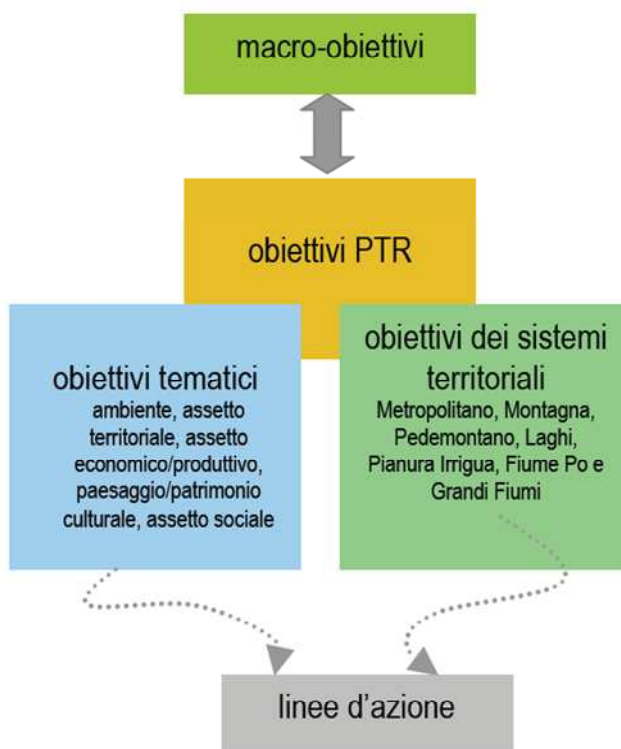 macro-obiettivi
obiettivi PTR
obiettivi tematici
ambiente, assetto
territoriale, assetto
economico/produttivo,
paesaggio/patrimonio
culturale, assetto sociale
obiettivi dei sistemi
territoriali
Metropolitano, Montagna,
Pedemontano, Laghi,
Pianura Irrigua, Fiume Po e
Grandi Fiumi
linee d'azione